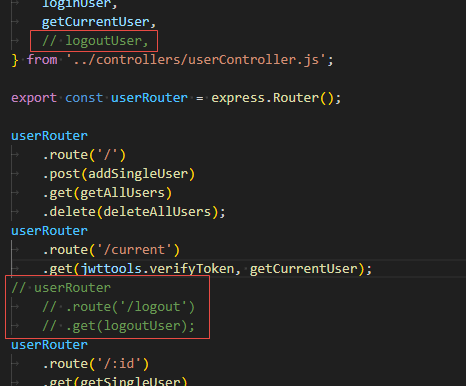 loginUser,
getCurrentUser,
// logoutUser,
} from '../controllers/userController.js';
export const userRouter = express.Router();
userRouter
.route('/')
.post(addSingleUser)
.get(getAllUsers)
.delete(deleteAllUsers);
userRouter
.route('/current')
.get(jwttools.verifyToken, getCurrentUser);
// userRouter
// .route('/logout')
// .get(logoutUser);
userRouter
.route('/:id')
.get(getSingleUser)